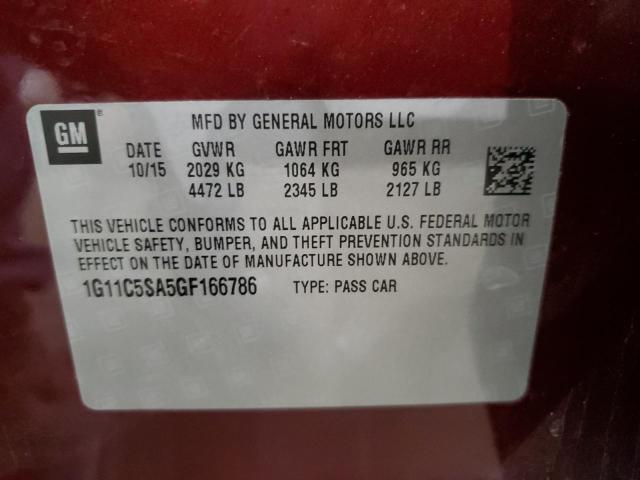 GM
®
MFD BY GENERAL MOTORS LLC
DATE GVWR GAWR FRT GAWR RR
10/15 2029 KG 1064 KG 965 KG
4472 LB 2345 LB 2127 LB
THIS VEHICLE CONFORMS TO ALL APPLICABLE U.S. FEDERAL MOTOR
VEHICLE SAFETY, BUMPER, AND THEFT PREVENTION STANDARDS IN
EFFECT ON THE DATE OF MANUFACTURE SHOWN ABOVE.
1G11C5SA5GF166786 TYPE: PASS CAR